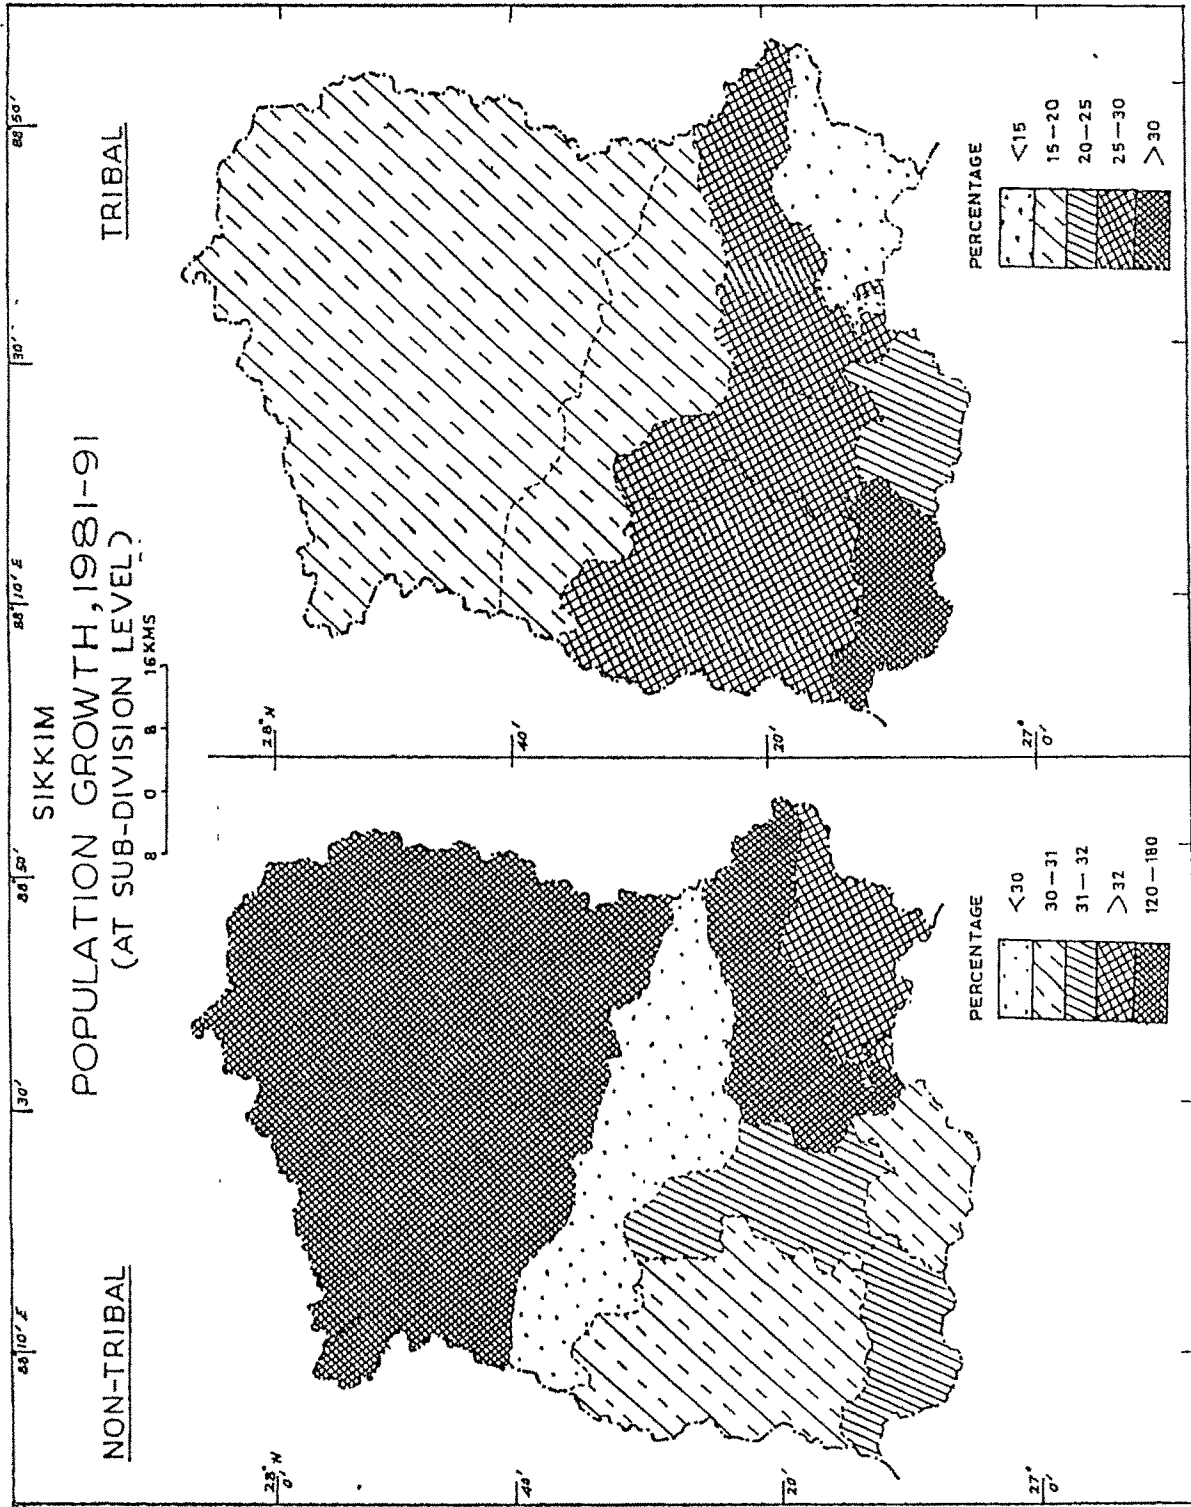 SIKKIM
POPULATION GROWTH, 1981-91
(AT SUB-DIVISION LEVEL)
8 0 8 16 KMS
NON-TRIBAL
88°10' E
30'
88°50'
28° N
0'
40'
20'
27°
0'
PERCENTAGE
<30
30-31
31-32
>32
120-180
TRIBAL
88°10' E
30'
88°50'
28° N
40'
20'
27°
0'
PERCENTAGE
<15
15-20
20-25
25-30
>30